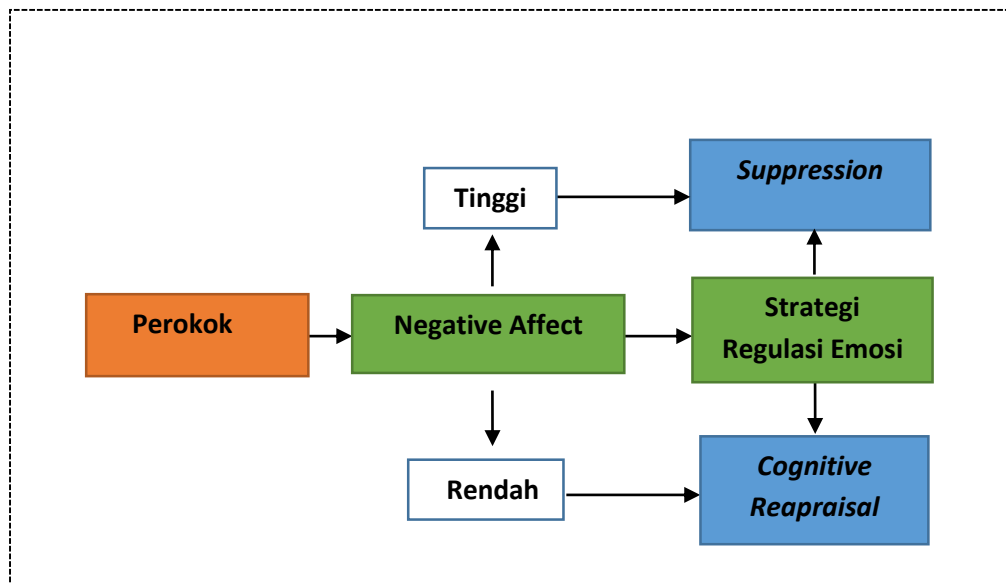 Suppression
Tinggi
Perokok
Negative Affect
Strategi
Regulasi Emosi
Rendah
Cognitive
Reapraisal